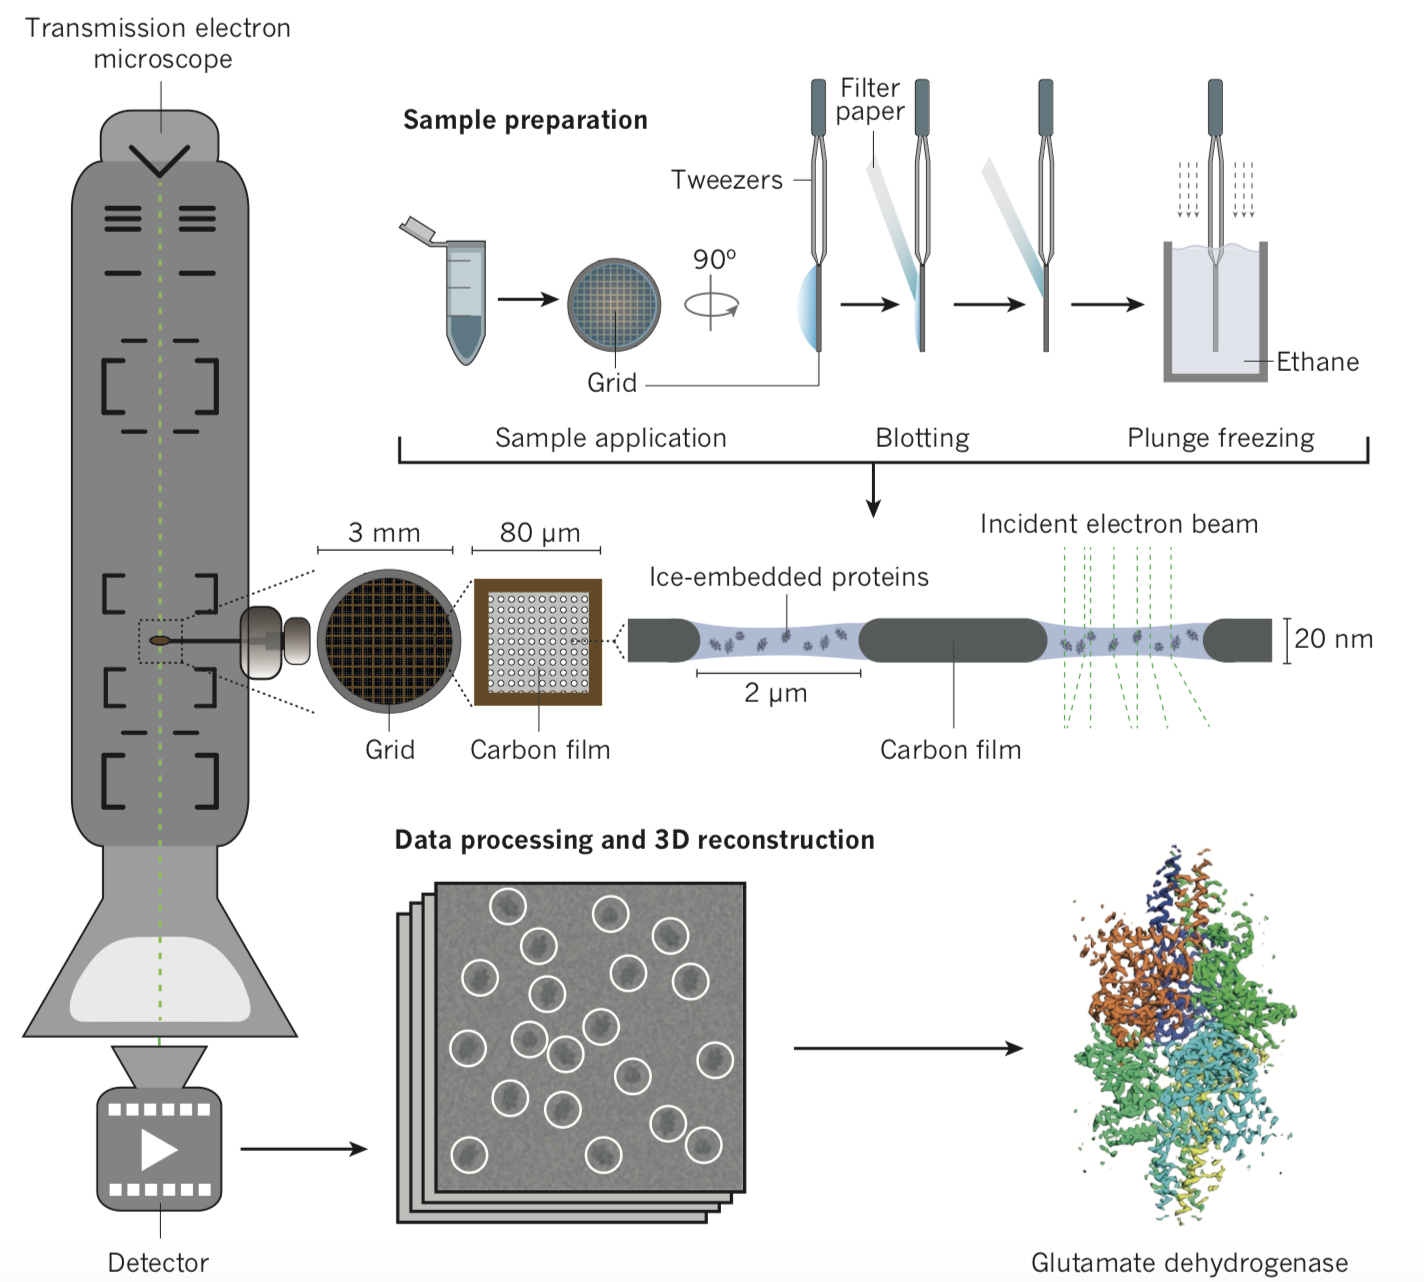 Transmission electron
microscope
Sample preparation
Filter
paper
Tweezers
90º
Grid
Ethane
Sample application
Blotting
Plunge freezing
3 mm
80 µm
Incident electron beam
Ice-embedded proteins
20 nm
2 µm
Grid
Carbon film
Carbon film
Data processing and 3D reconstruction
Detector
Glutamate dehydrogenase